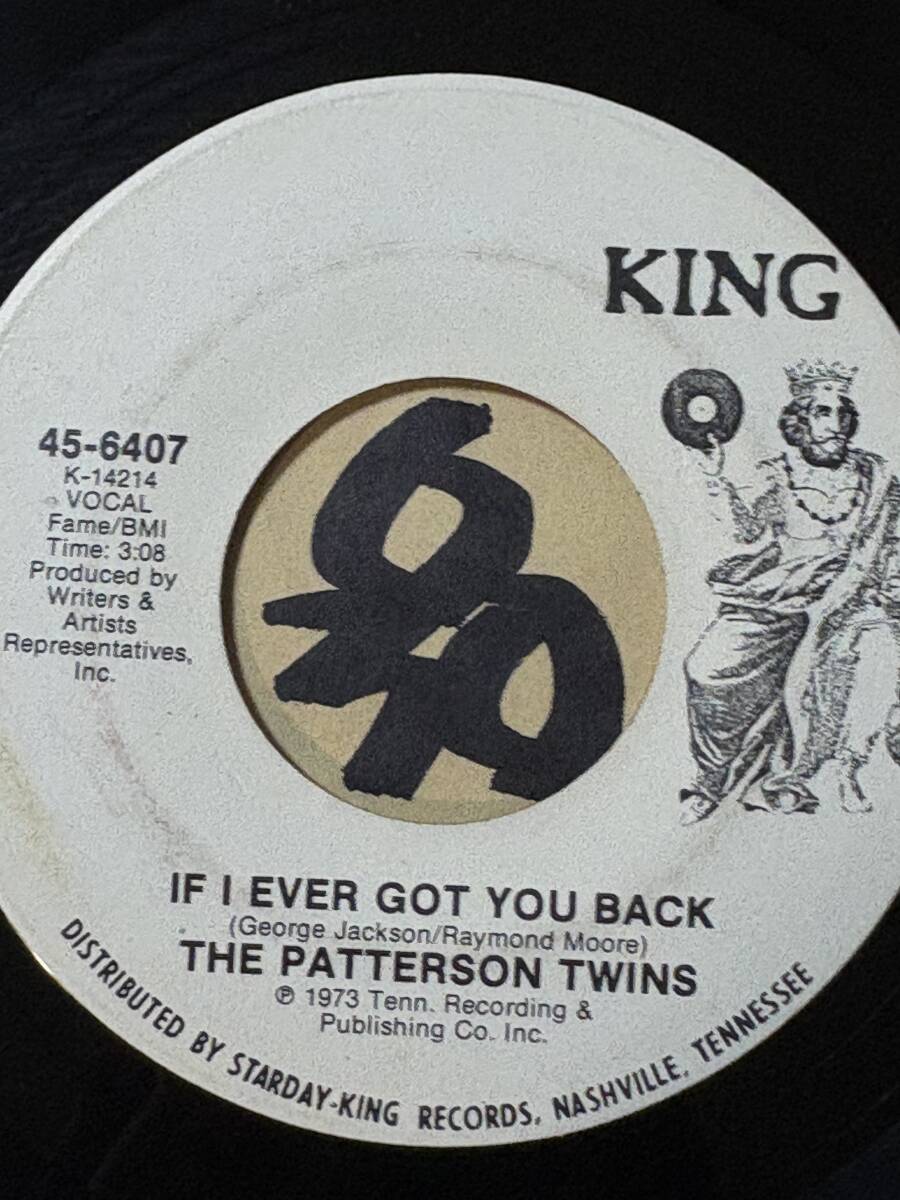 KING
45-6407
K-14214
VOCAL
Fame/BMI
Time: 3:08
Produced by
Writers &
Artists
Representatives,
Inc.
IF I EVER GOT YOU BACK
(George Jackson/Raymond Moore)
THE PATTERSON TWINS
℗ 1973 Tenn. Recording &
Publishing Co. Inc.
DISTRIBUTED BY STARDAY-KING RECORDS, NASHVILLE, TENNESSEE